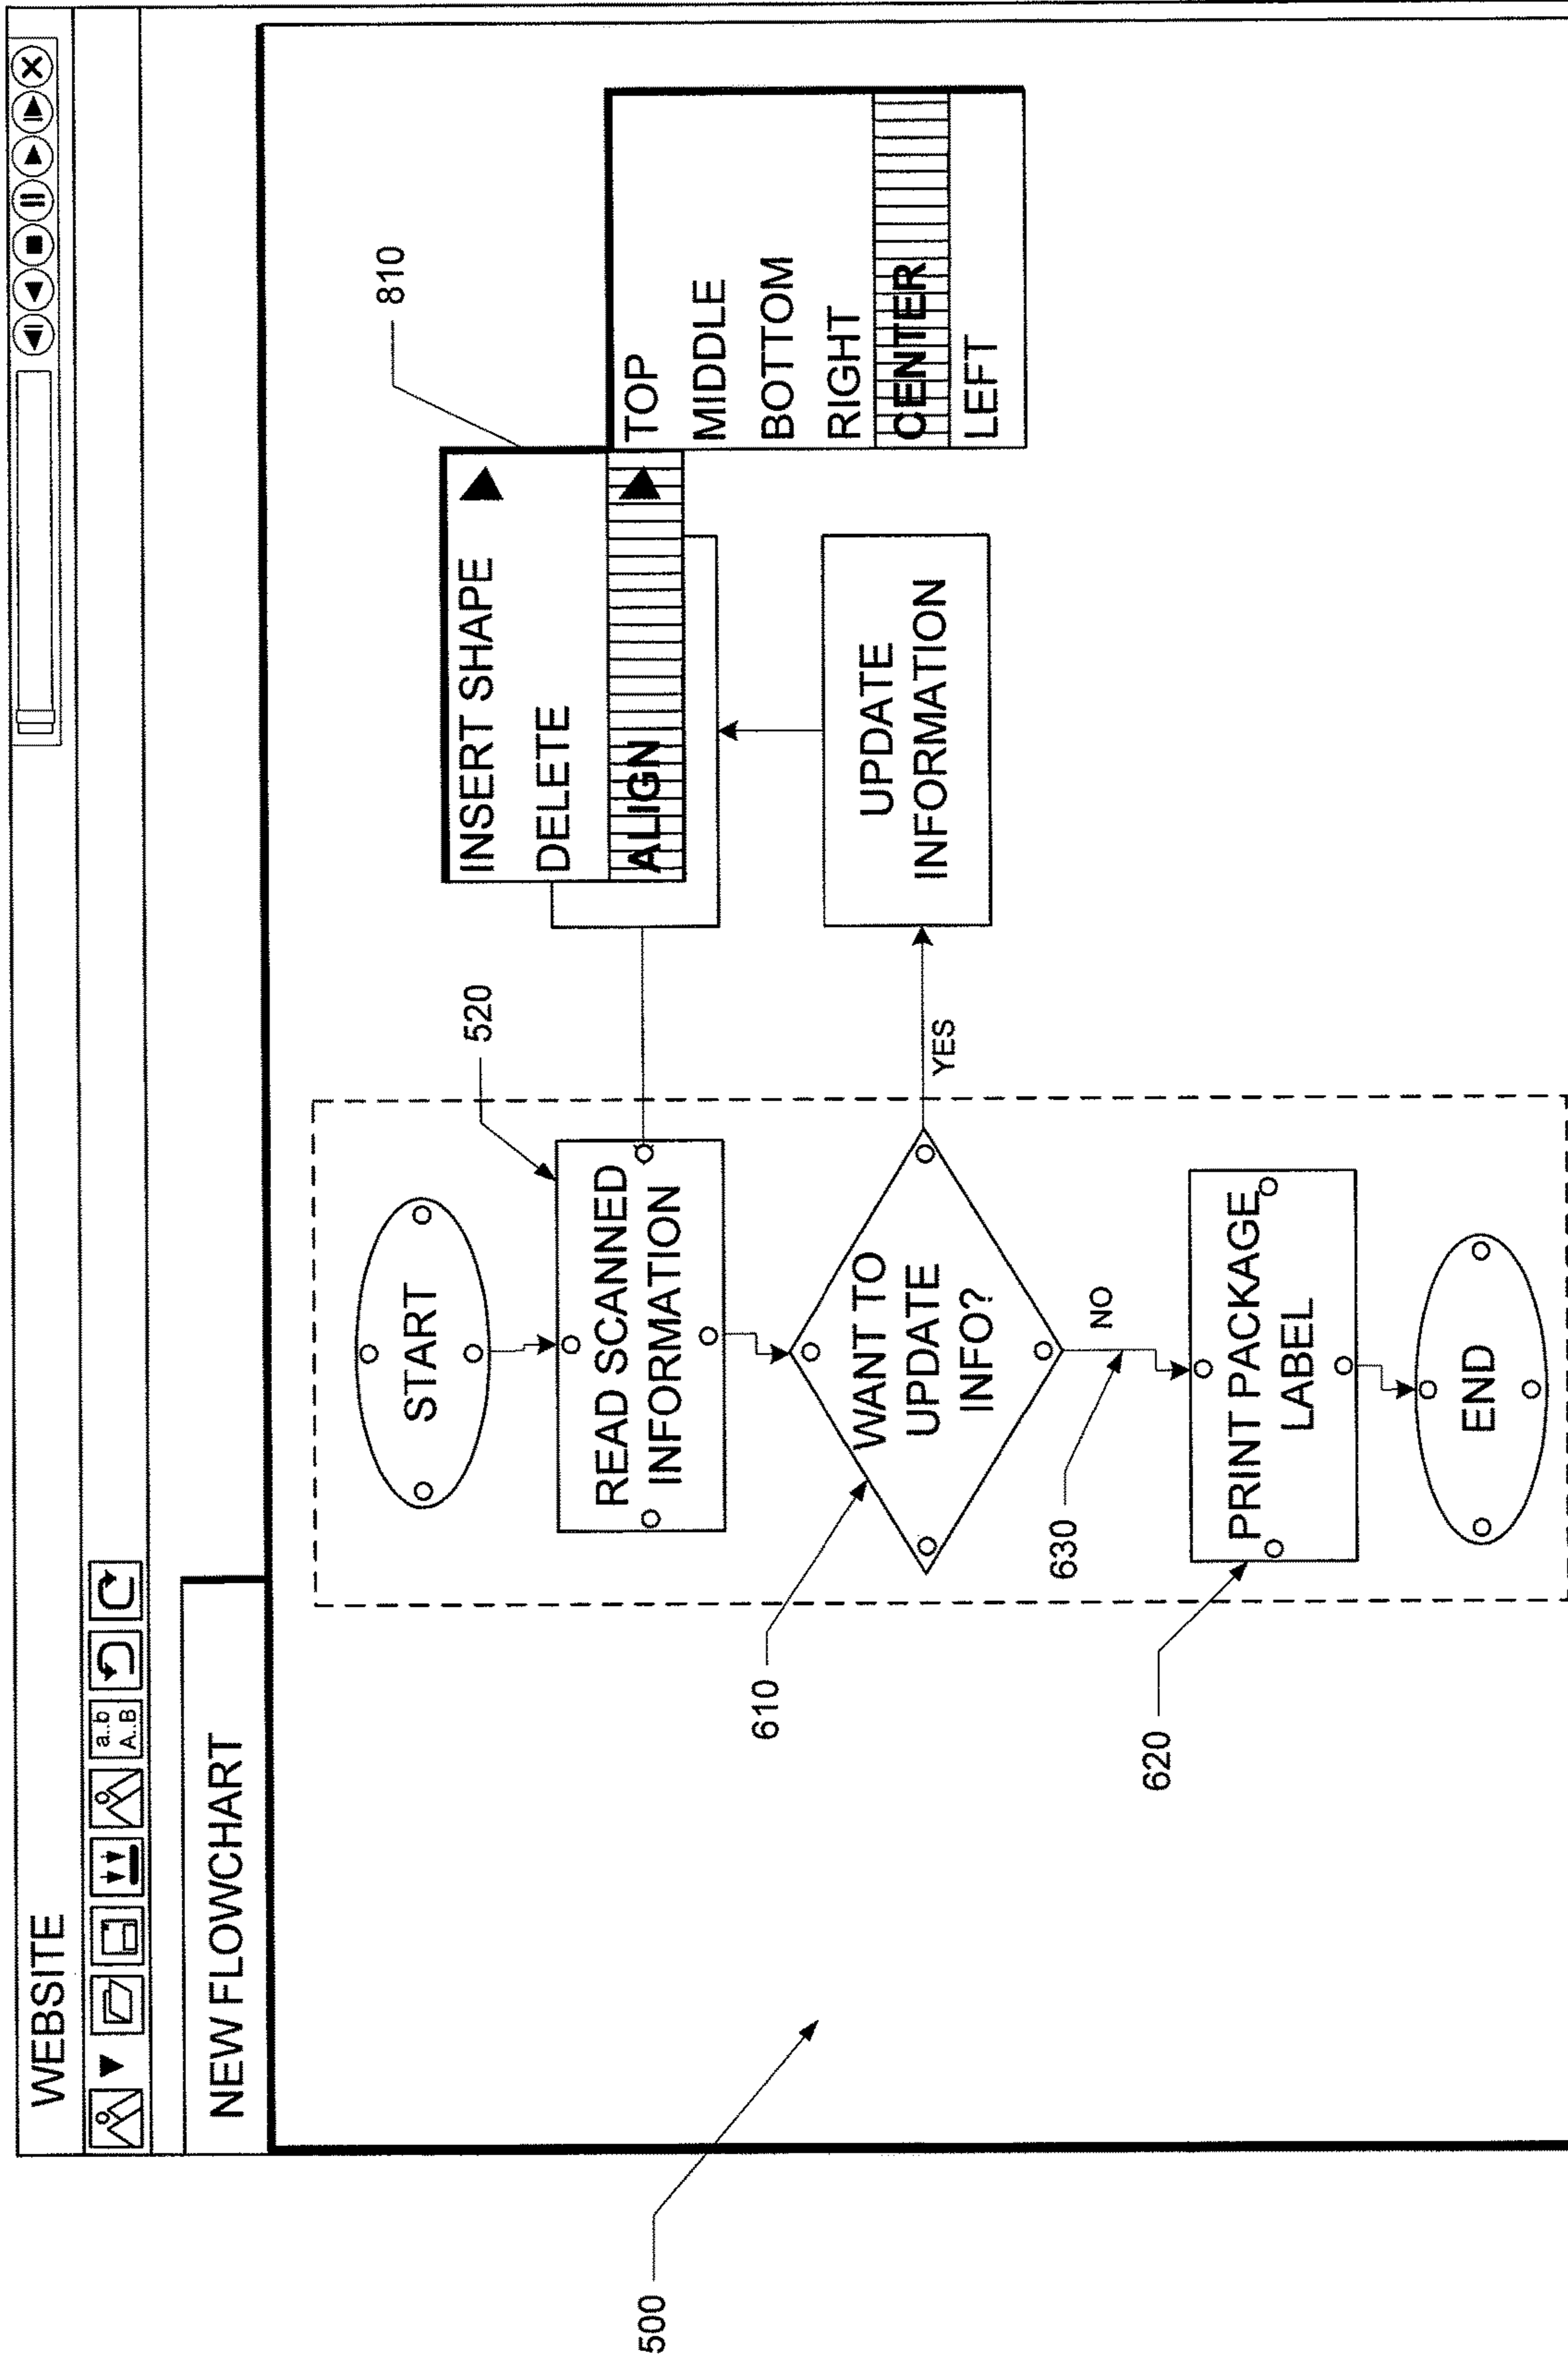 WEBSITE
a..b
A..B
NEW FLOWCHART
500
START
520
READ SCANNED
INFORMATION
610
WANT TO
UPDATE
INFO?
YES
NO
630
620
PRINT PACKAGE
LABEL
END
810
INSERT SHAPE
DELETE
ALIGN
TOP
MIDDLE
BOTTOM
RIGHT
CENTER
LEFT
UPDATE
INFORMATION